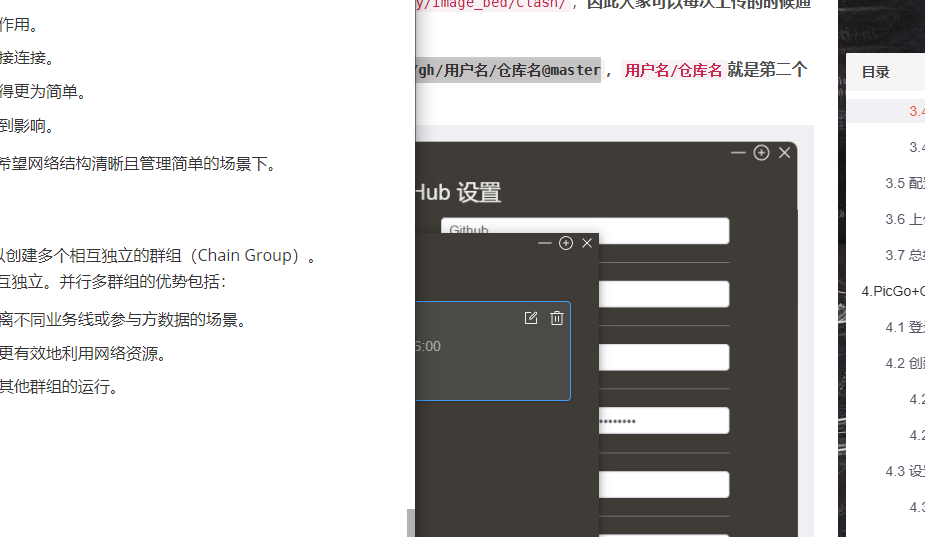 作用。
接连接。
得更为简单。
到影响。
希望网络结构清晰且管理简单的场景下。
以创建多个相互独立的群组（Chain Group）。
互独立。并行多群组的优势包括：
离不同业务线或参与方数据的场景。
更有效地利用网络资源。
其他群组的运行。
y/image_bed/Clash/ ，因此大家可以每次上传的时候通
/gh/用户名/仓库名@master ，用户名/仓库名 就是第二个
Hub 设置
Github
6:00
目录
3.4
3.4
3.5 配置
3.6 上传
3.7 总结
4.PicGo+G
4.1 登录
4.2 创建
4.2
4.2
4.3 设置
4.3